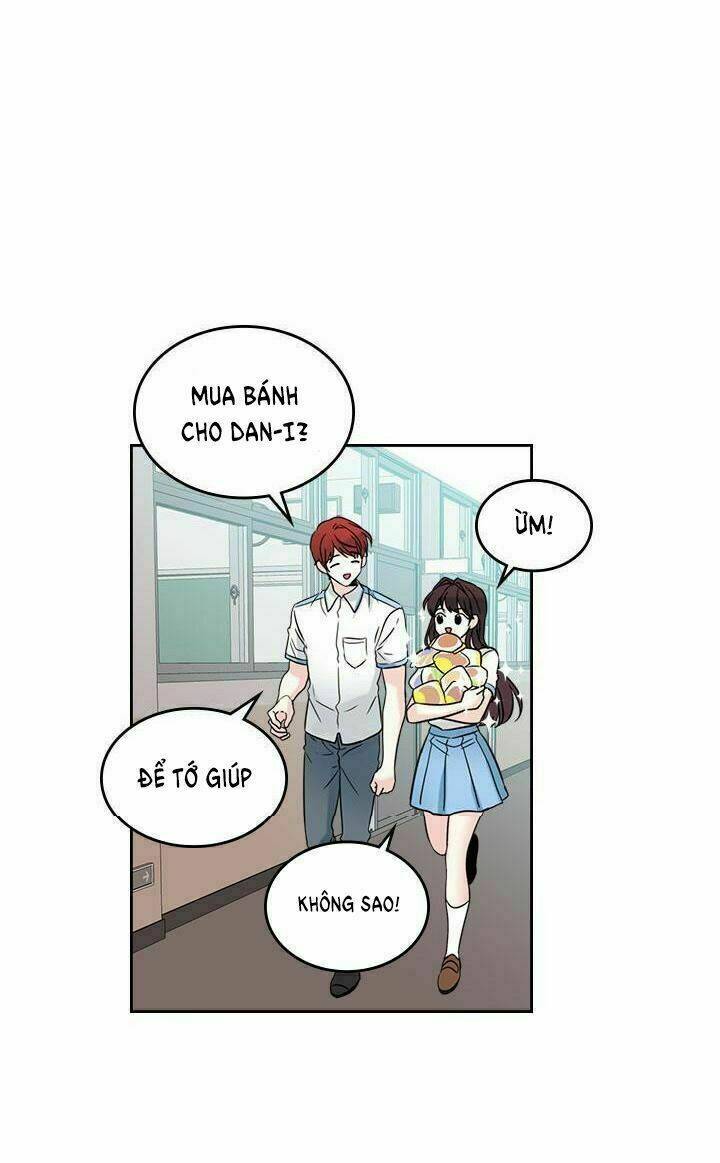 MUA BÁNH
CHO DAN-I?
ỪM!
ĐỂ TỚ GIÚP
KHÔNG SAO!